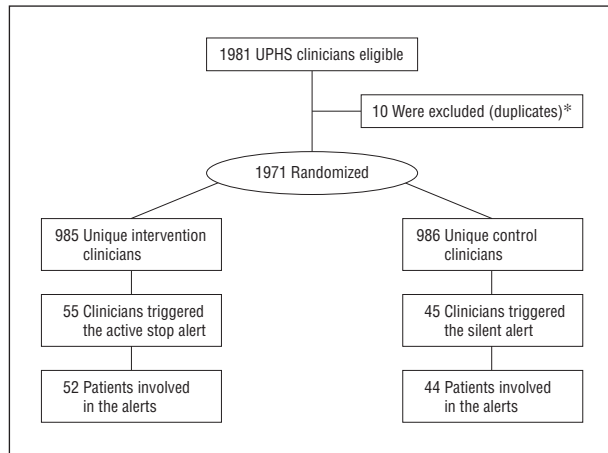 1981 UPHS clinicians eligible
10 Were excluded (duplicates)*
1971 Randomized
985 Unique intervention
clinicians
55 Clinicians triggered
the active stop alert
52 Patients involved
in the alerts
986 Unique control
clinicians
45 Clinicians triggered
the silent alert
44 Patients involved
in the alerts